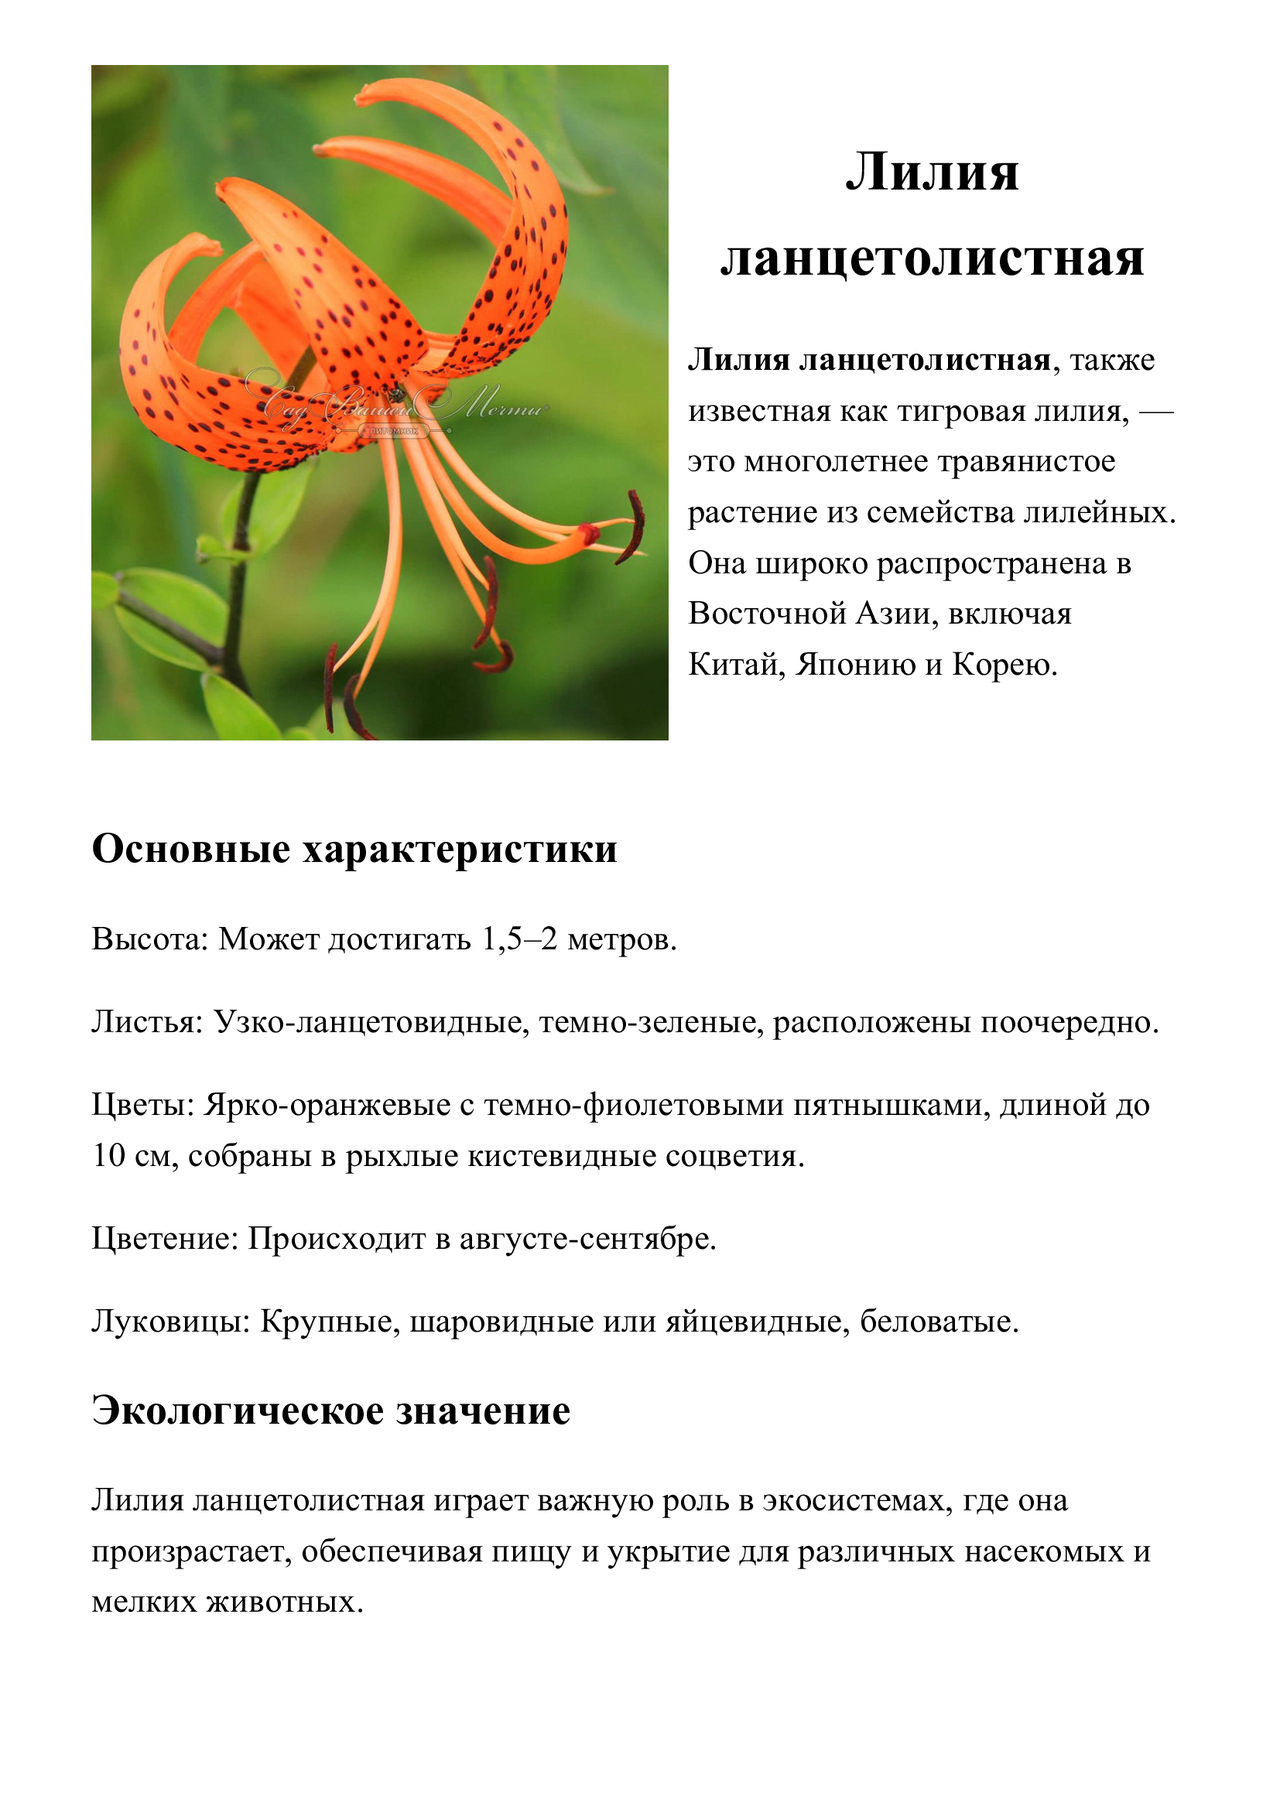 Лилия
ланцетолистная
Лилия ланцетолистная, также
известная как тигровая лилия, —
это многолетнее травянистое
растение из семейства лилейных.
Она широко распространена в
Восточной Азии, включая
Китай, Японию и Корею.
Сад Вашей Мечты
питомник
Основные характеристики
Высота: Может достигать 1,5–2 метров.
Листья: Узко-ланцетовидные, темно-зеленые, расположены поочередно.
Цветы: Ярко-оранжевые с темно-фиолетовыми пятнышками, длиной до
10 см, собраны в рыхлые кистевидные соцветия.
Цветение: Происходит в августе-сентябре.
Луковицы: Крупные, шаровидные или яйцевидные, беловатые.
Экологическое значение
Лилия ланцетолистная играет важную роль в экосистемах, где она
произрастает, обеспечивая пищу и укрытие для различных насекомых и
мелких животных.